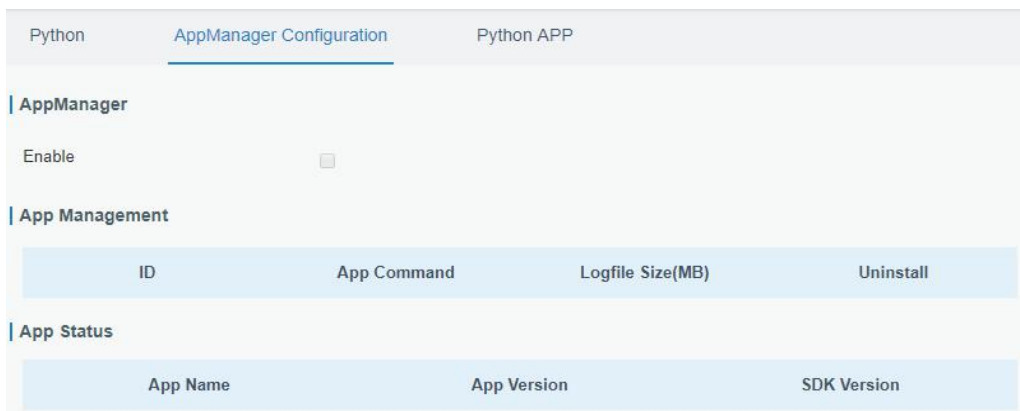 Python AppManager Configuration Python APP
AppManager
Enable
App Management
ID App Command Logfile Size(MB) Uninstall
App Status
App Name App Version SDK Version